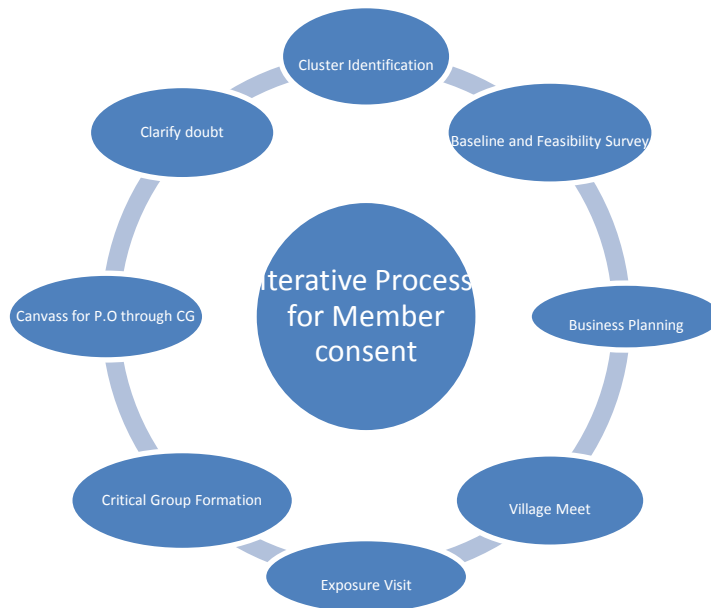 Cluster Identification
Baseline and Feasibility Survey
Business Planning
Village Meet
Exposure Visit
Critical Group Formation
Canvass for P.O through CG
Clarify doubt
Iterative Process
for Member
consent